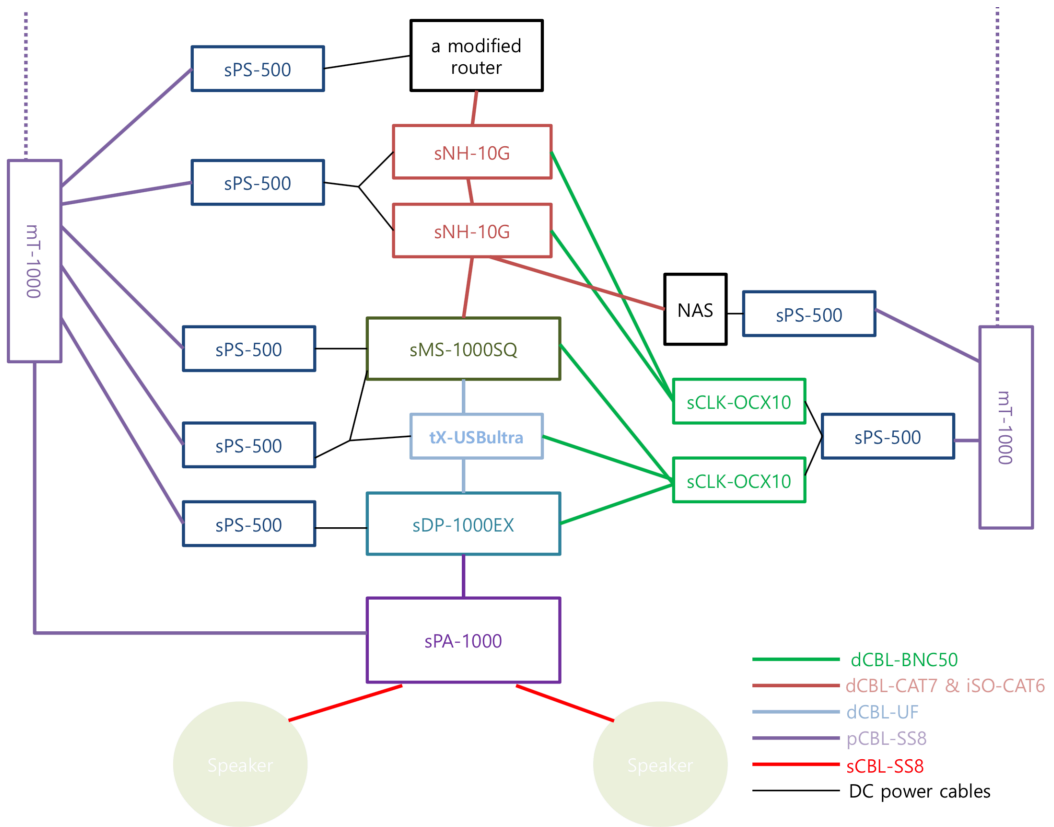 a modified
router
sPS-500
sNH-10G
sPS-500
sNH-10G
mT-1000
NAS
sPS-500
sPS-500
sMS-1000SQ
sCLK-OCX10
mT-1000
sPS-500
tX-USBultra
sPS-500
sCLK-OCX10
sPS-500
sDP-1000EX
sPA-1000
dCBL-BNC50
dCBL-CAT7 & iSO-CAT6
dCBL-UF
pCBL-SS8
sCBL-SS8
DC power cables
Speaker
Speaker